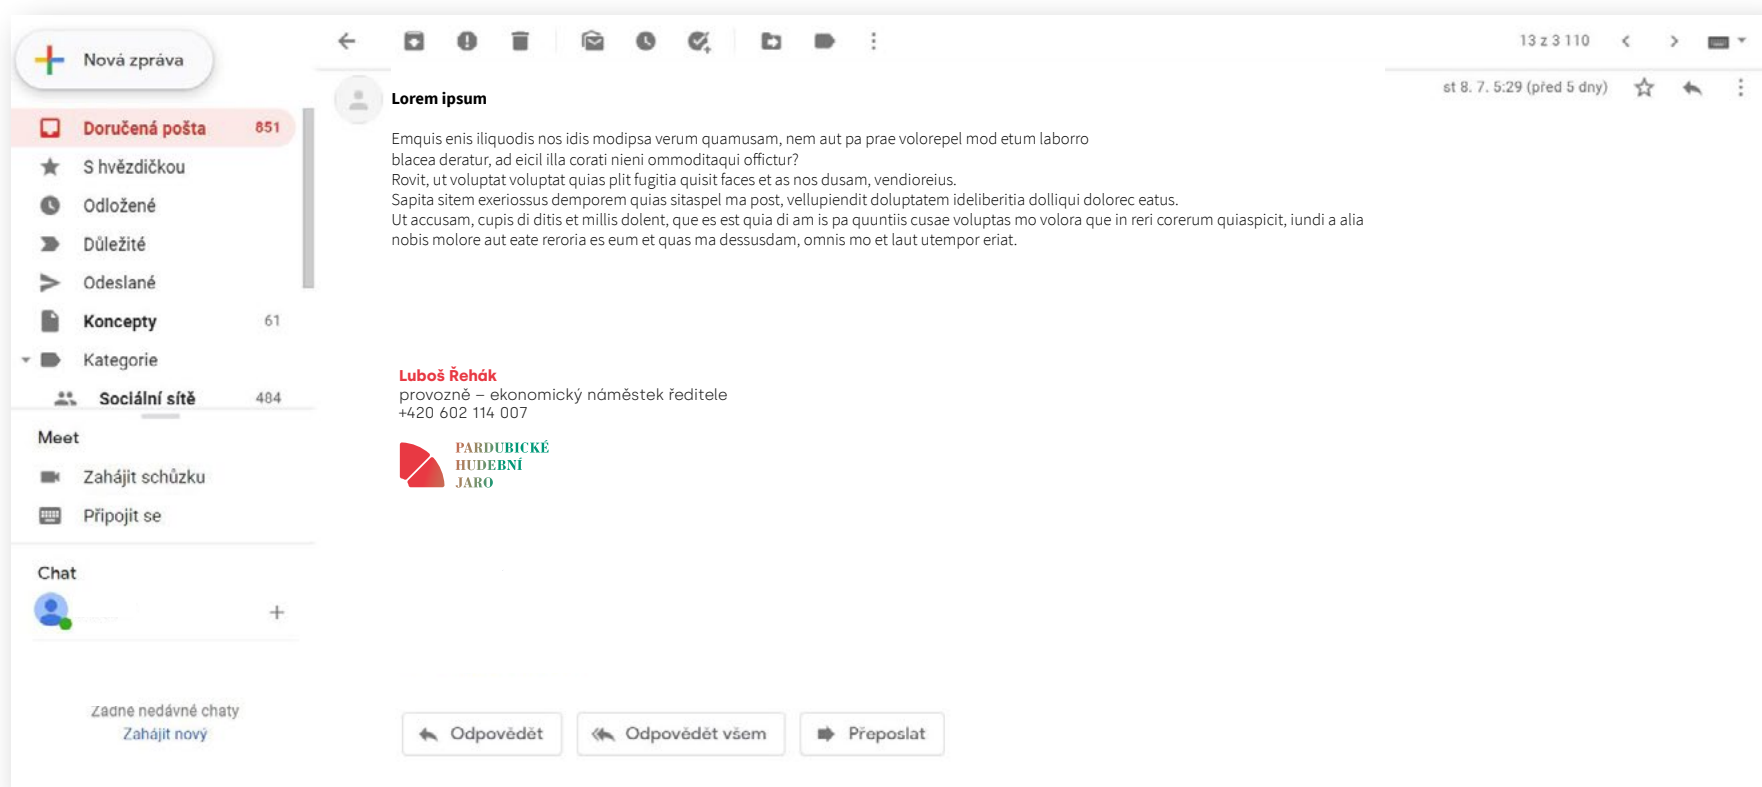 Nová zpráva
13 z 3 110
st 8. 7. 5:29 (před 5 dny)
Doručená pošta 851
S hvězdičkou
Odložené
Důležité
Odeslané
Koncepty 61
Kategorie
Sociální sítě 484
Meet
Zahájit schůzku
Připojit se
Chat
Žádné nedávné chaty
Zahájit nový
Lorem ipsum
Emquis enis iliquodis nos idis modipsa verum quamusam, nem aut pa prae volorepel mod etum laborro
blacea deratur, ad eicil illa corati nieni ommoditaqui offictur?
Rovit, ut voluptat voluptat quias plit fugitia quisit faces et as nos dusam, vendioreius.
Sapita sitem exeriossus demporem quias sitaspel ma post, vellupiendit doluptatem ideliberitia dolliqui dolorec eatus.
Ut accusam, cupis di ditis et millis dolent, que es est quia di am is pa quuntiis cusae voluptas mo volora que in reri corerum quiaspicit, iundi a alia
nobis molore aut eate reroria es eum et quas ma dessusdam, omnis mo et laut utempor eriat.
Luboš Řehák
provozně – ekonomický náměstek ředitele
+420 602 114 007
PARDUBICKÉ
HUDEBNÍ
JARO
Odpovědět
Odpovědět všem
Přeposlat